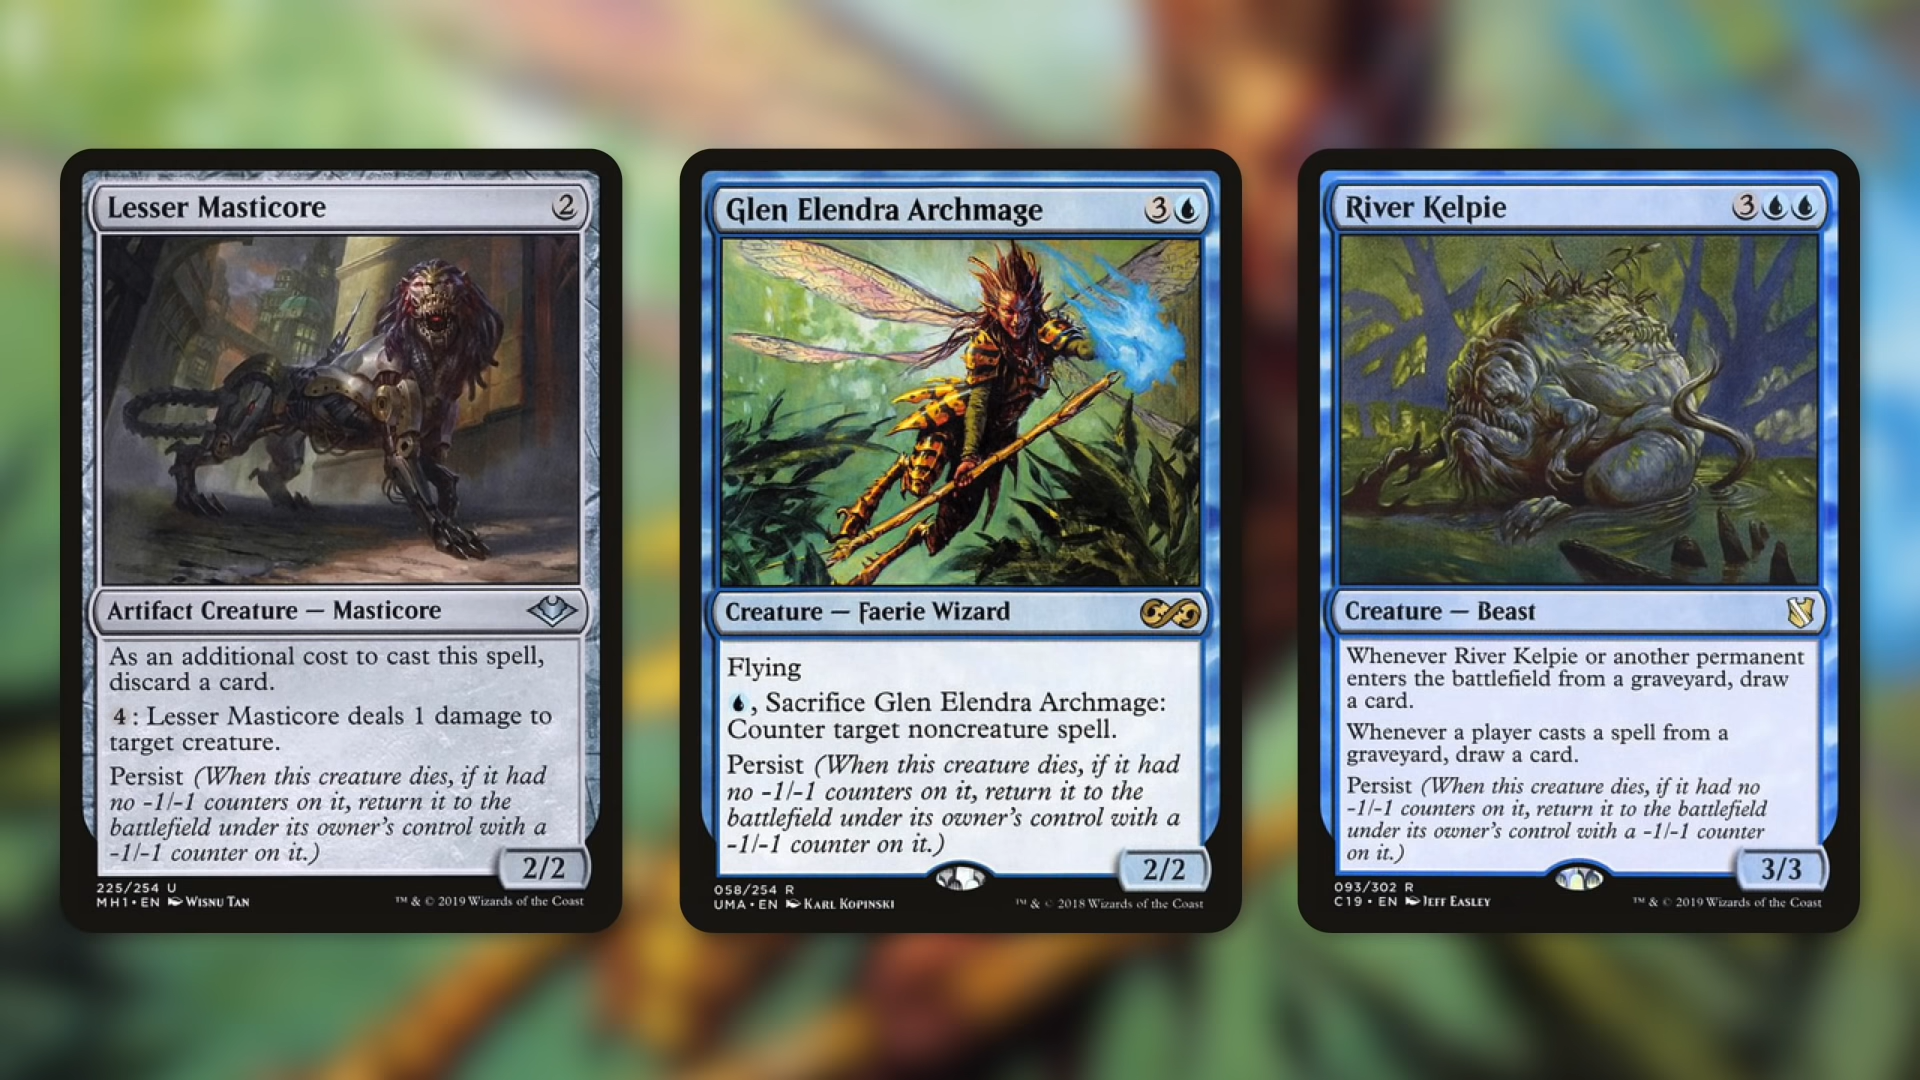 Lesser Masticore 2
Artifact Creature — Masticore
As an additional cost to cast this spell,
discard a card.
4: Lesser Masticore deals 1 damage to
target creature.
Persist (When this creature dies, if it had
no -1/-1 counters on it, return it to the
battlefield under its owner's control with a
-1/-1 counter on it.)
2/2
225/254 U
MH1 • EN Wisnu Tan
™ & © 2019 Wizards of the Coast
Glen Elendra Archmage 3
Creature — Faerie Wizard
Flying
, Sacrifice Glen Elendra Archmage:
Counter target noncreature spell.
Persist (When this creature dies, if it had
no -1/-1 counters on it, return it to the
battlefield under its owner's control with a
-1/-1 counter on it.)
2/2
058/254 R
UMA • EN Karl Kopinski
™ & © 2018 Wizards of the Coast
River Kelpie 3
Creature — Beast
Whenever River Kelpie or another permanent
enters the battlefield from a graveyard, draw
a card.
Whenever a player casts a spell from a
graveyard, draw a card.
Persist (When this creature dies, if it had no
-1/-1 counters on it, return it to the battlefield
under its owner's control with a -1/-1 counter
on it.)
3/3
093/302 R
C19 • EN Jeff Easley
™ & © 2019 Wizards of the Coast